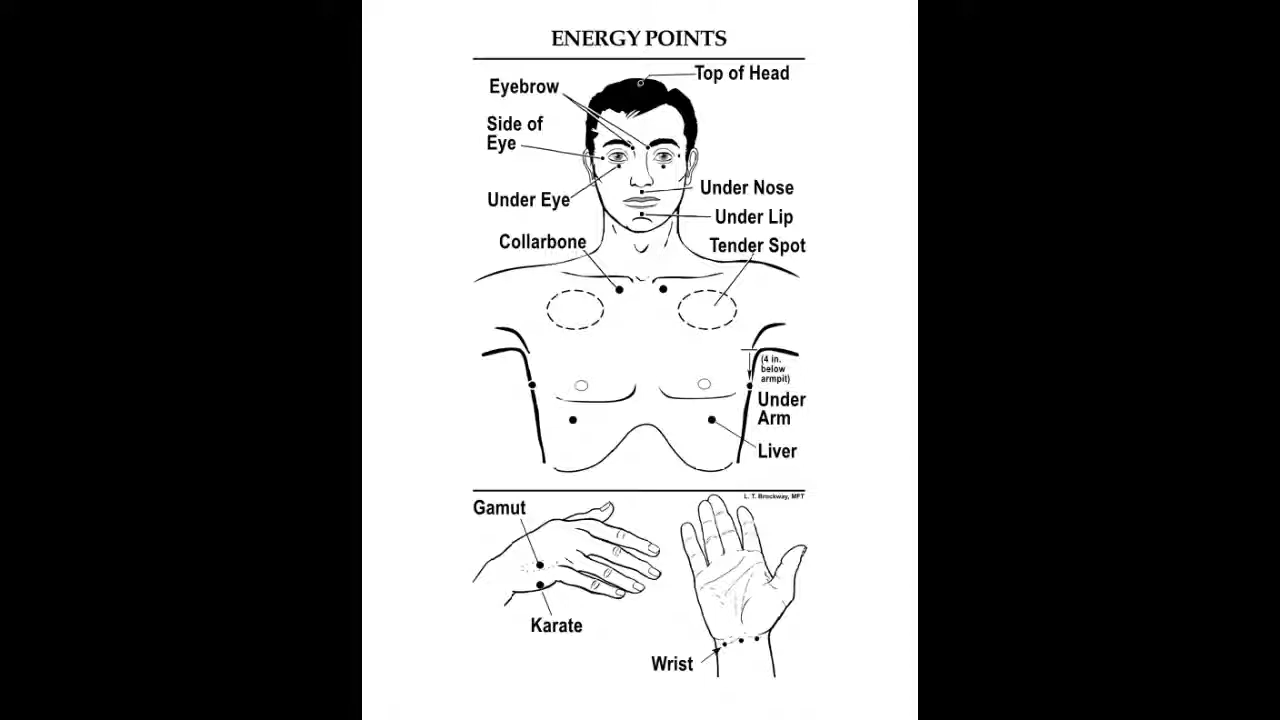 ENERGY POINTS
Top of Head
Eyebrow
Side of
Eye
Under Eye
Under Nose
Under Lip
Collarbone
Tender Spot
(4 in.
below
armpit)
Under
Arm
Liver
L. T. Brockway, MFT
Gamut
Karate
Wrist